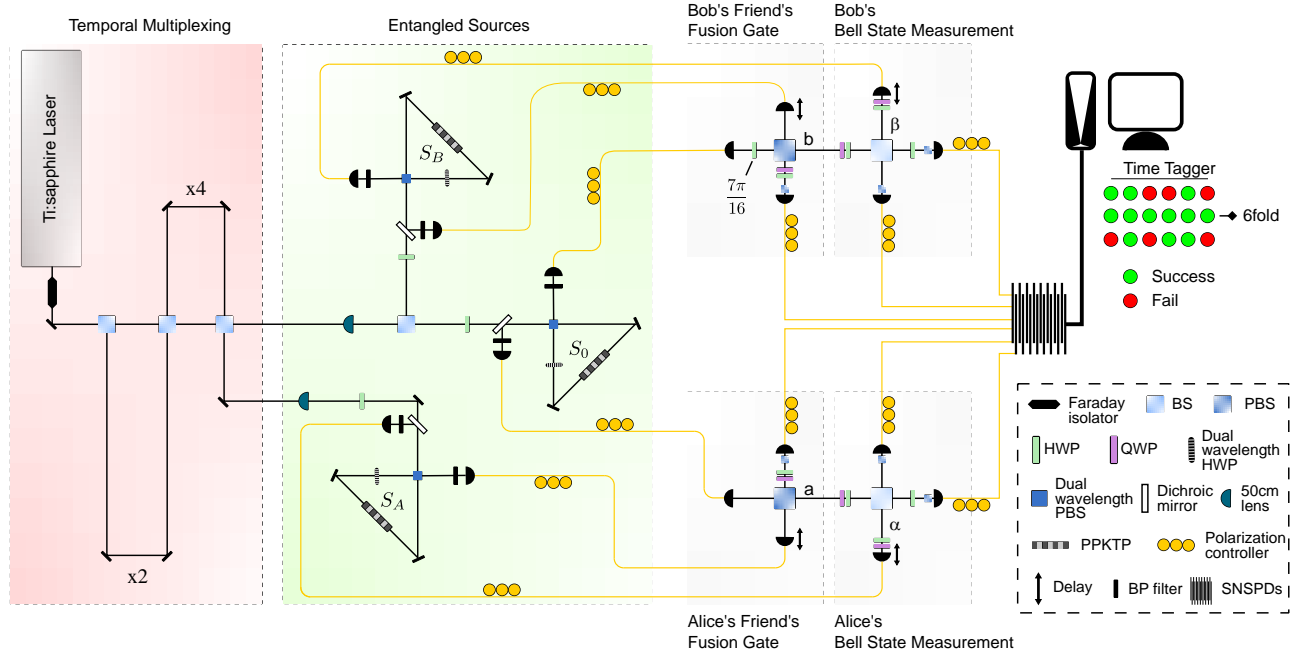 Temporal Multiplexing
Entangled Sources
Bob's Friend's
Fusion Gate
Bob's
Bell State Measurement
Ti:sapphire Laser
x4
x2
S_B
S_0
S_A
b
β
7π
16
a
α
Time Tagger
6fold
Success
Fail
Alice's Friend's
Fusion Gate
Alice's
Bell State Measurement
Faraday
isolator
BS
PBS
HWP
QWP
Dual
wavelength
HWP
Dual
wavelength
PBS
Dichroic
mirror
50cm
lens
PPKTP
Polarization
controller
Delay
BP filter
SNSPDs